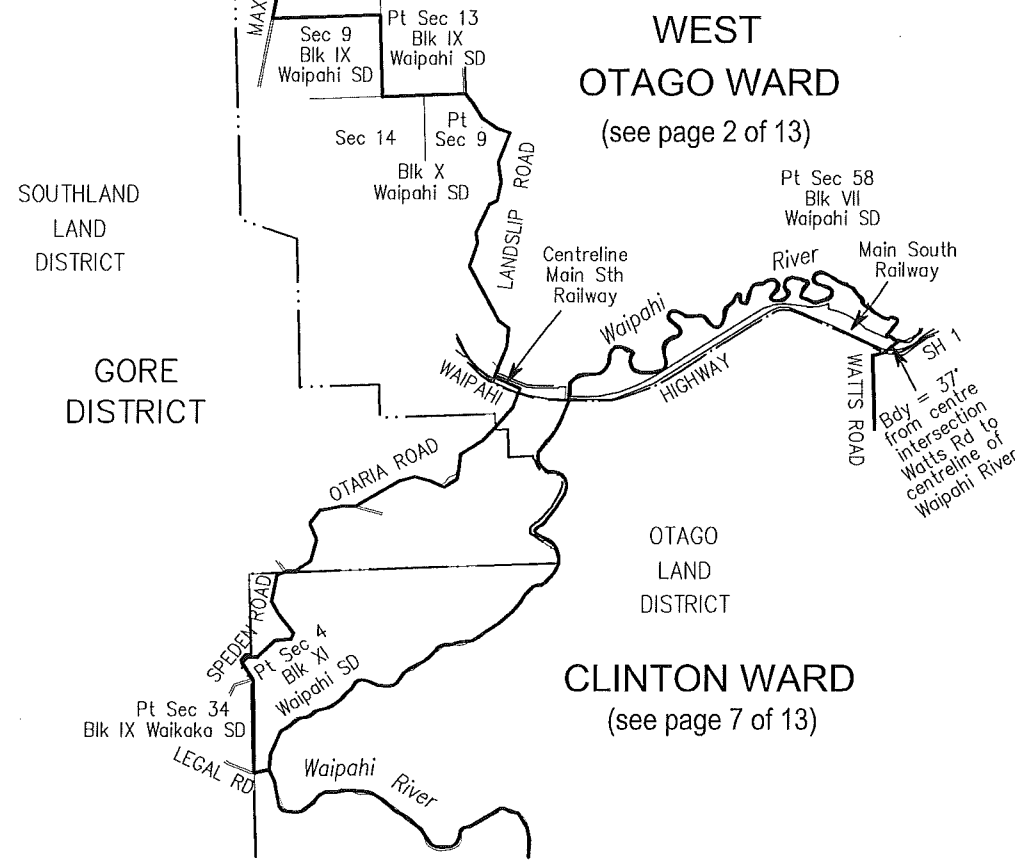 MAX
Sec 9
Blk IX
Waipahi SD
Pt Sec 13
Blk IX
Waipahi SD
WEST
OTAGO WARD
(see page 2 of 13)
Sec 14
Pt
Sec 9
Blk X
Waipahi SD
LANDSLIP ROAD
SOUTHLAND
LAND
DISTRICT
Pt Sec 58
Blk VII
Waipahi SD
Centreline
Main Sth
Railway
Waipahi River
Main South
Railway
GORE
DISTRICT
WAIPAHI HIGHWAY
SH 1
WATTS ROAD
Bdy = 37°
from centre
intersection
Watts Rd to
centreline of
Waipahi River
OTARIA ROAD
OTAGO
LAND
DISTRICT
SPEDEN ROAD
Pt Sec 4
Blk XI
Waipahi SD
CLINTON WARD
(see page 7 of 13)
Pt Sec 34
Blk IX Waikaka SD
LEGAL RD
Waipahi River